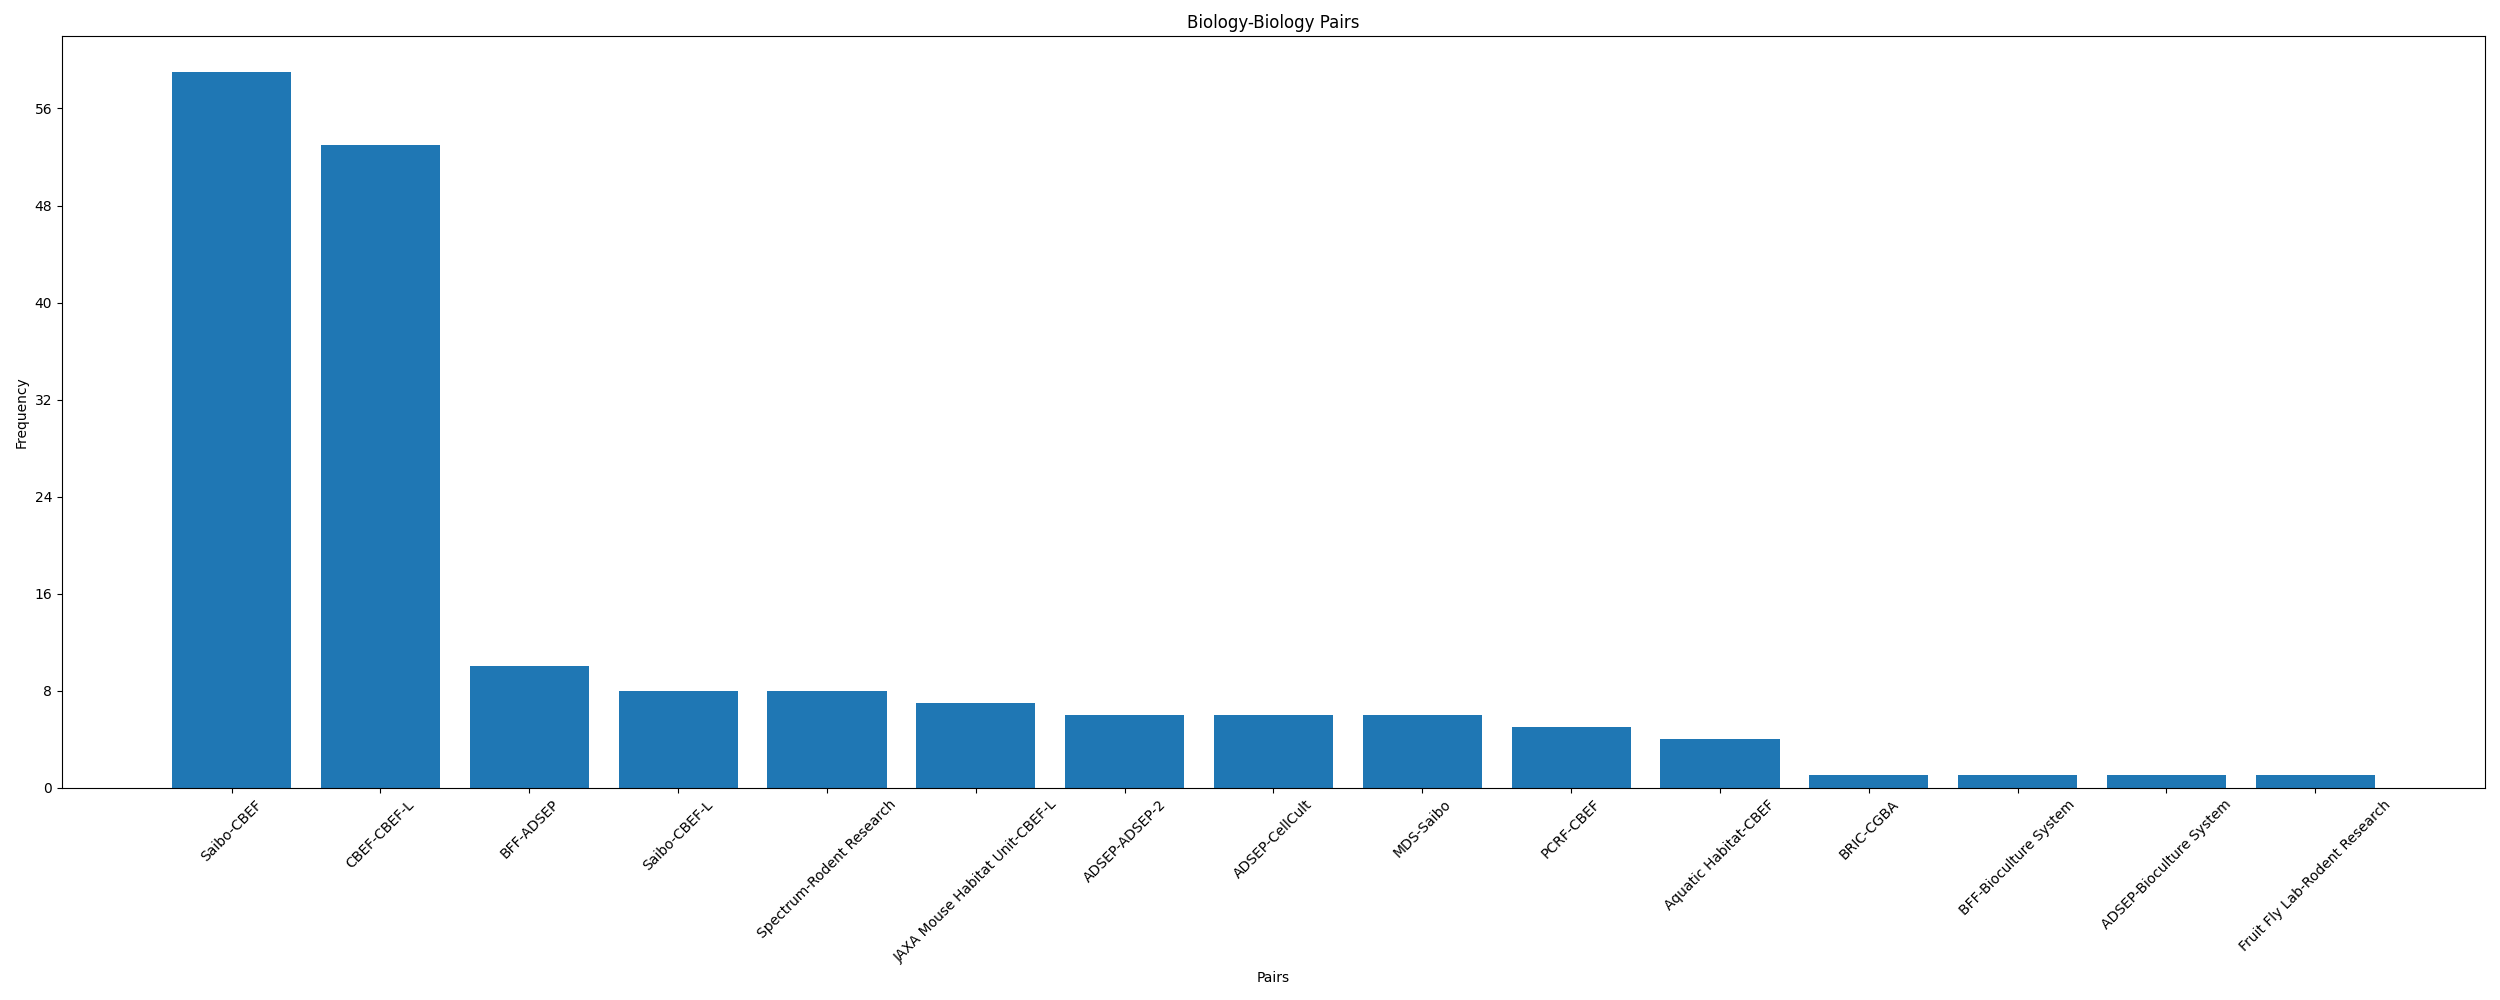 Biology-Biology Pairs
56
48
40
32
24
16
8
0
Frequency
Saibo-CBEF
CBEF-CBEF-L
BFF-ADSEP
Saibo-CBEF-L
Spectrum-Rodent Research
JAXA Mouse Habitat Unit-CBEF-L
ADSEP-ADSEP-2
ADSEP-CellCult
MDS-Saibo
PCRF-CBEF
Aquatic Habitat-CBEF
BRIC-CGBA
BFF-Bioculture System
ADSEP-Bioculture System
Fruit Fly Lab-Rodent Research
Pairs